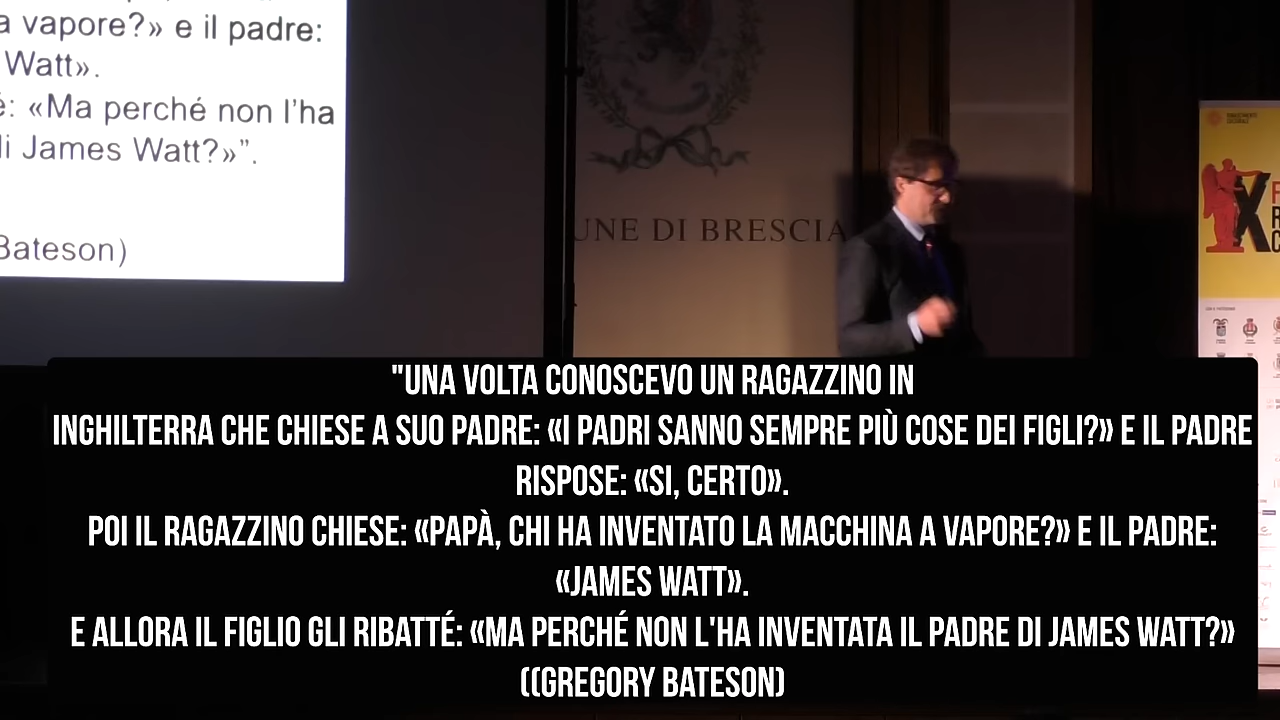 a vapore?» e il padre:
Watt».
é: «Ma perché non l'ha
di James Watt?»”.
Bateson)
UNE DI BRESCIA
X
"UNA VOLTA CONOSCEVO UN RAGAZZINO IN
INGHILTERRA CHE CHIESE A SUO PADRE: «I PADRI SANNO SEMPRE PIÙ COSE DEI FIGLI?» E IL PADRE
RISPOSE: «SI, CERTO».
POI IL RAGAZZINO CHIESE: «PAPÀ, CHI HA INVENTATO LA MACCHINA A VAPORE?» E IL PADRE:
«JAMES WATT».
E ALLORA IL FIGLIO GLI RIBATTÉ: «MA PERCHÉ NON L'HA INVENTATA IL PADRE DI JAMES WATT?»
((GREGORY BATESON)